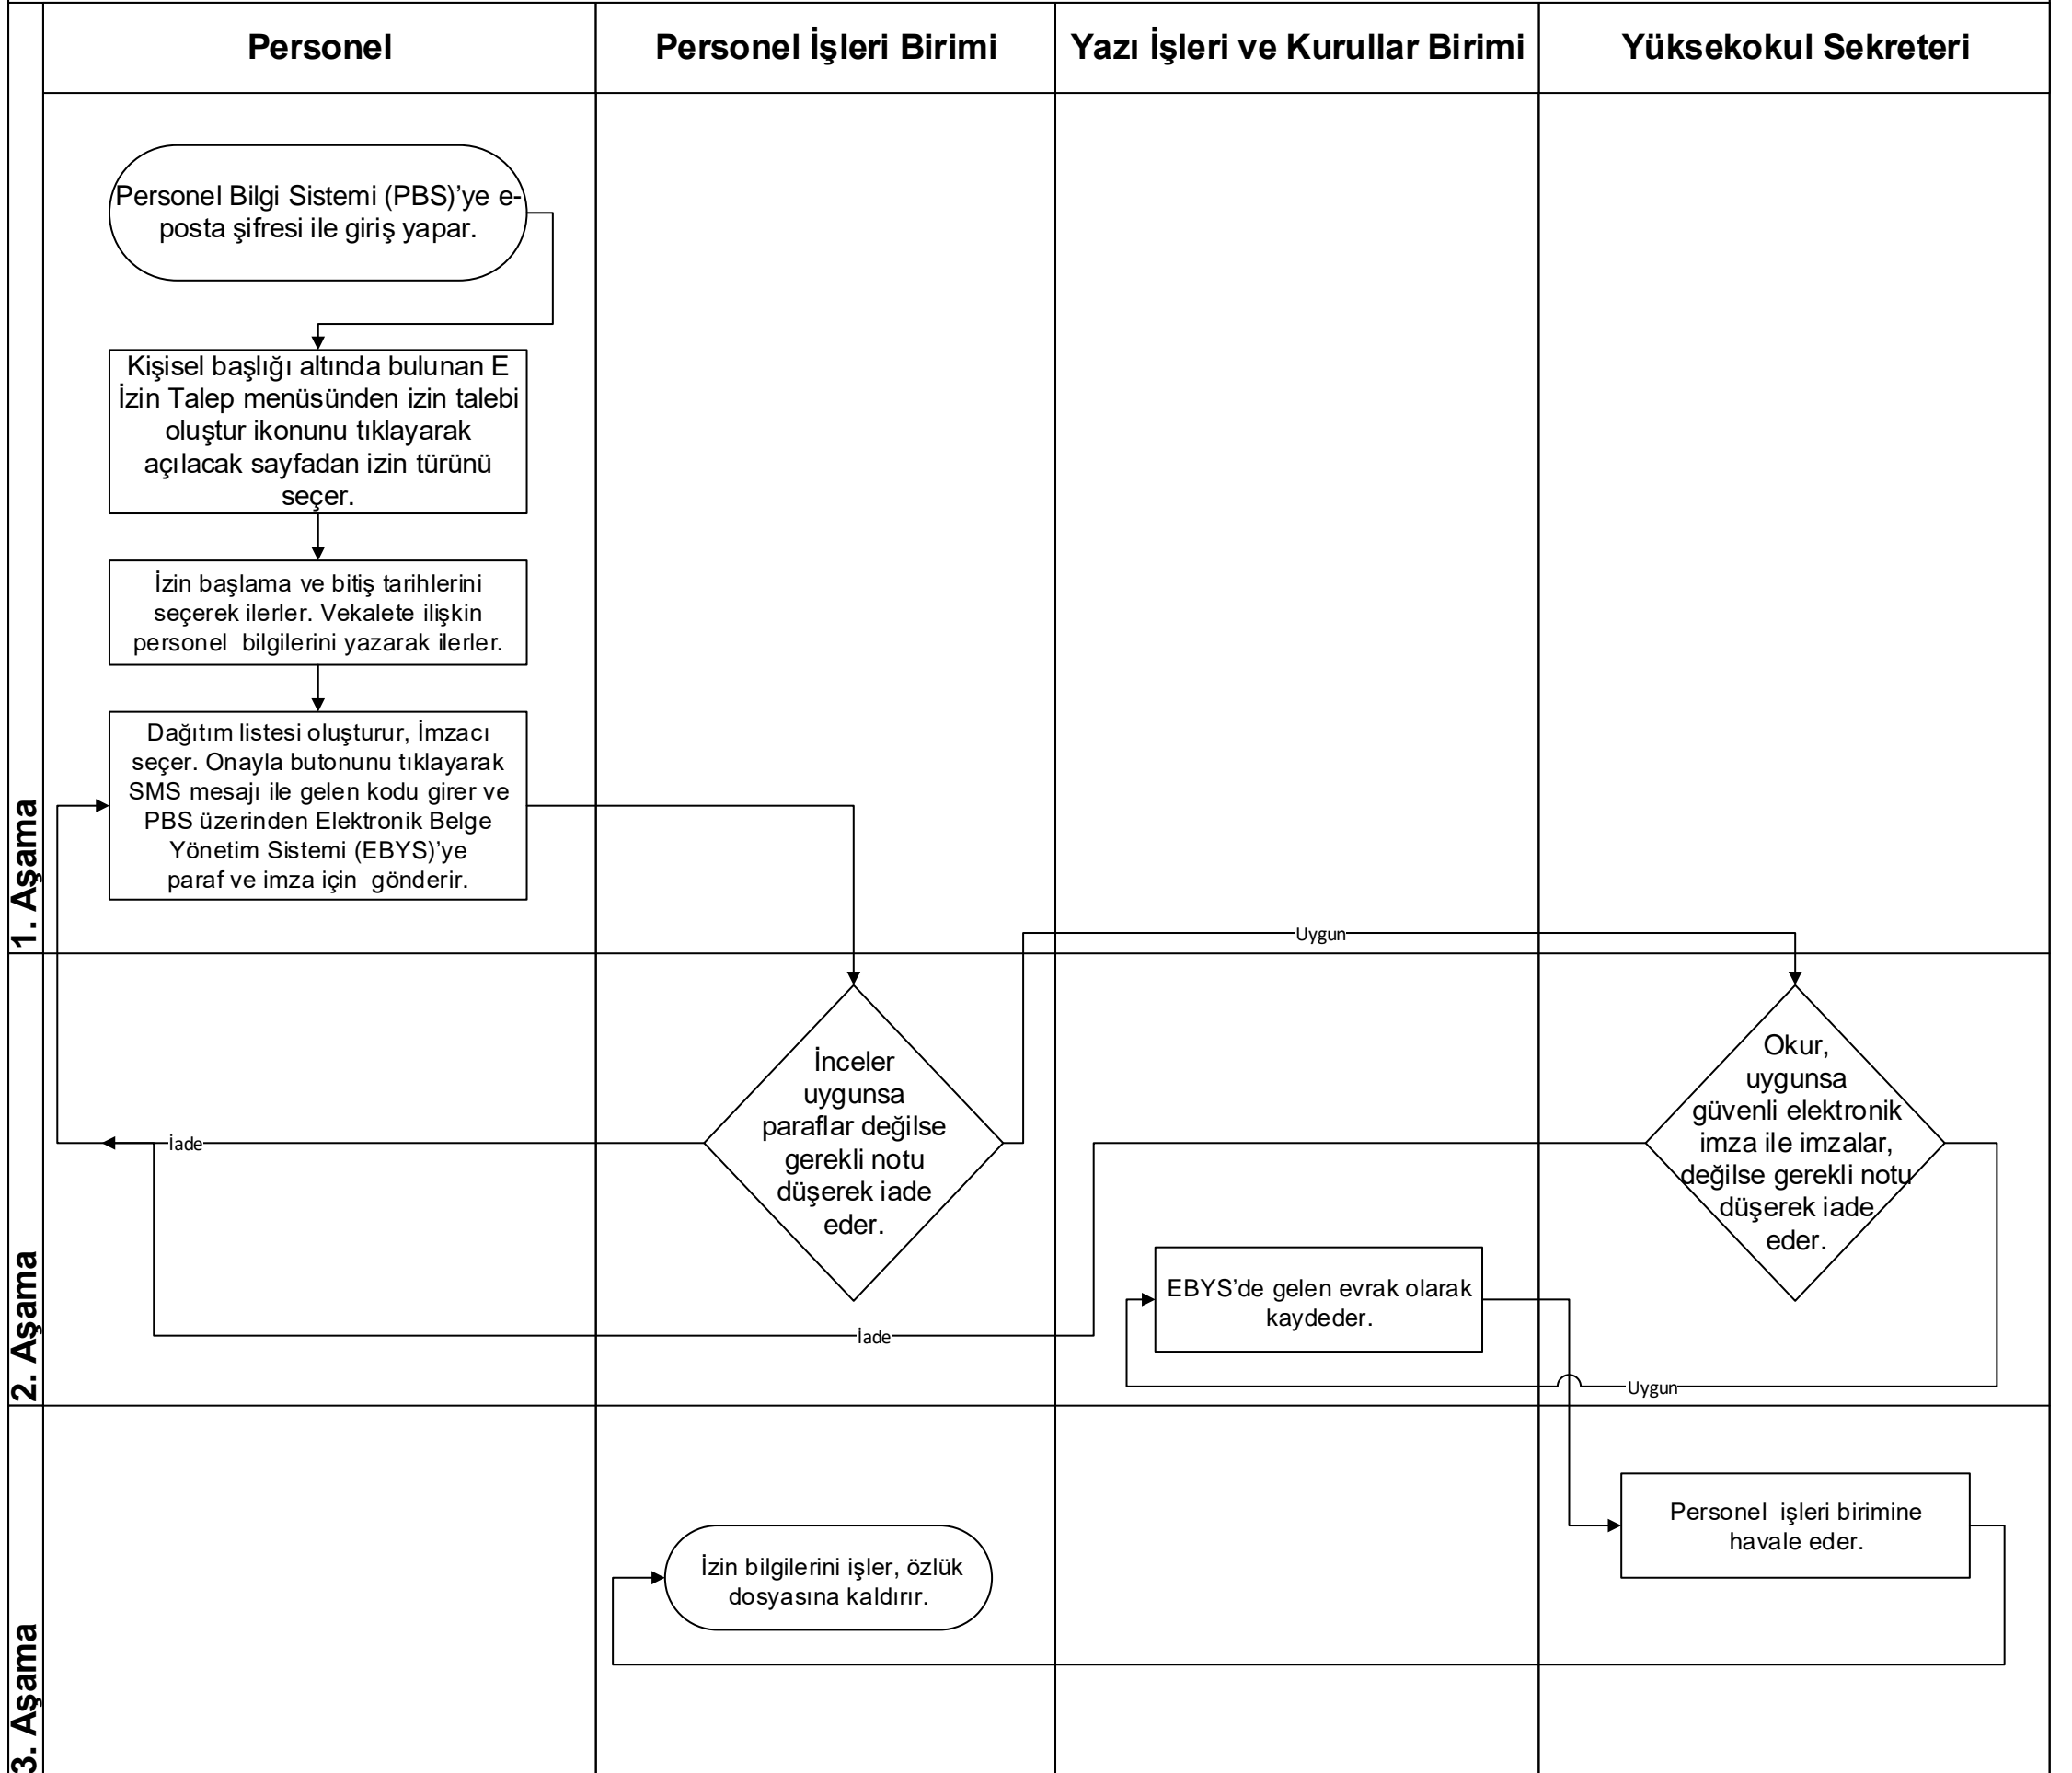 Personel
Personel İşleri Birimi
Yazı İşleri ve Kurullar Birimi
Yüksekokul Sekreteri
1. Aşama
Personel Bilgi Sistemi (PBS)’ye e-
posta şifresi ile giriş yapar.
Kişisel başlığı altında bulunan E
İzin Talep menüsünden izin talebi
oluştur ikonunu tıklayarak
açılacak sayfadan izin türünü
seçer.
İzin başlama ve bitiş tarihlerini
seçerek ilerler. Vekalete ilişkin
personel  bilgilerini yazarak ilerler.
Dağıtım listesi oluşturur, İmzacı
seçer. Onayla butonunu tıklayarak
SMS mesajı ile gelen kodu girer ve
PBS üzerinden Elektronik Belge
Yönetim Sistemi (EBYS)’ye
paraf ve imza için  gönderir.
Uygun
2. Aşama
İade
İnceler
uygunsa
paraflar değilse
gerekli notu
düşerek iade
eder.
Okur,
uygunsa
güvenli elektronik
imza ile imzalar,
değilse gerekli notu
düşerek iade
eder.
İade
EBYS’de gelen evrak olarak
kaydeder.
Uygun
3. Aşama
Personel  işleri birimine
havale eder.
İzin bilgilerini işler, özlük
dosyasına kaldırır.